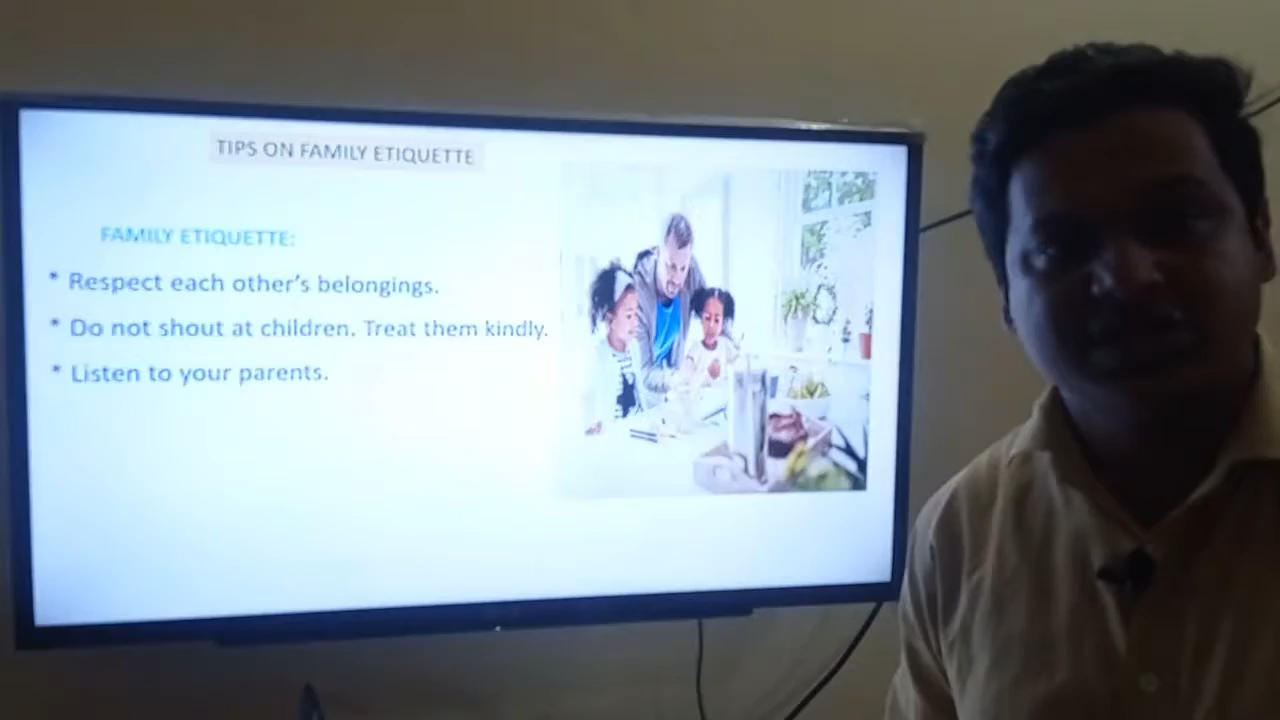 TIPS ON FAMILY ETIQUETTE
FAMILY ETIQUETTE:
* Respect each other's belongings.
* Do not shout at children. Treat them kindly.
* Listen to your parents.